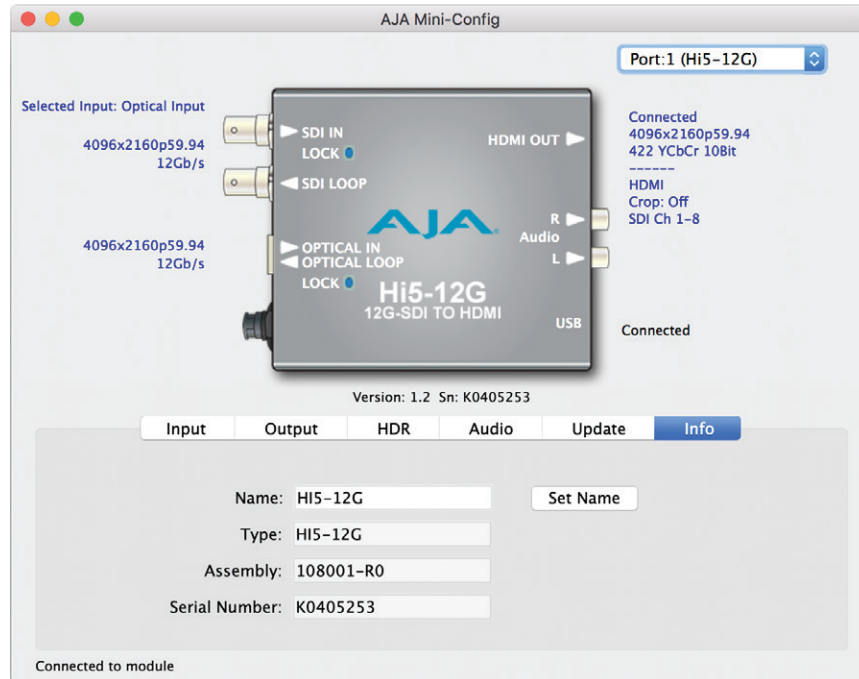 AJA Mini-Config
Port:1 (Hi5-12G)
Selected Input: Optical Input
4096x2160p59.94
12Gb/s
4096x2160p59.94
12Gb/s
SDI IN
LOCK
SDI LOOP
HDMI OUT
AJA
R
Audio
L
OPTICAL IN
OPTICAL LOOP
LOCK
Hi5-12G
12G-SDI TO HDMI
USB
Connected
4096x2160p59.94
422 YCbCr 10Bit
------
HDMI
Crop: Off
SDI Ch 1-8
Connected
Version: 1.2 Sn: K0405253
Input Output HDR Audio Update Info
Name: HI5-12G Set Name
Type: HI5-12G
Assembly: 108001-R0
Serial Number: K0405253
Connected to module